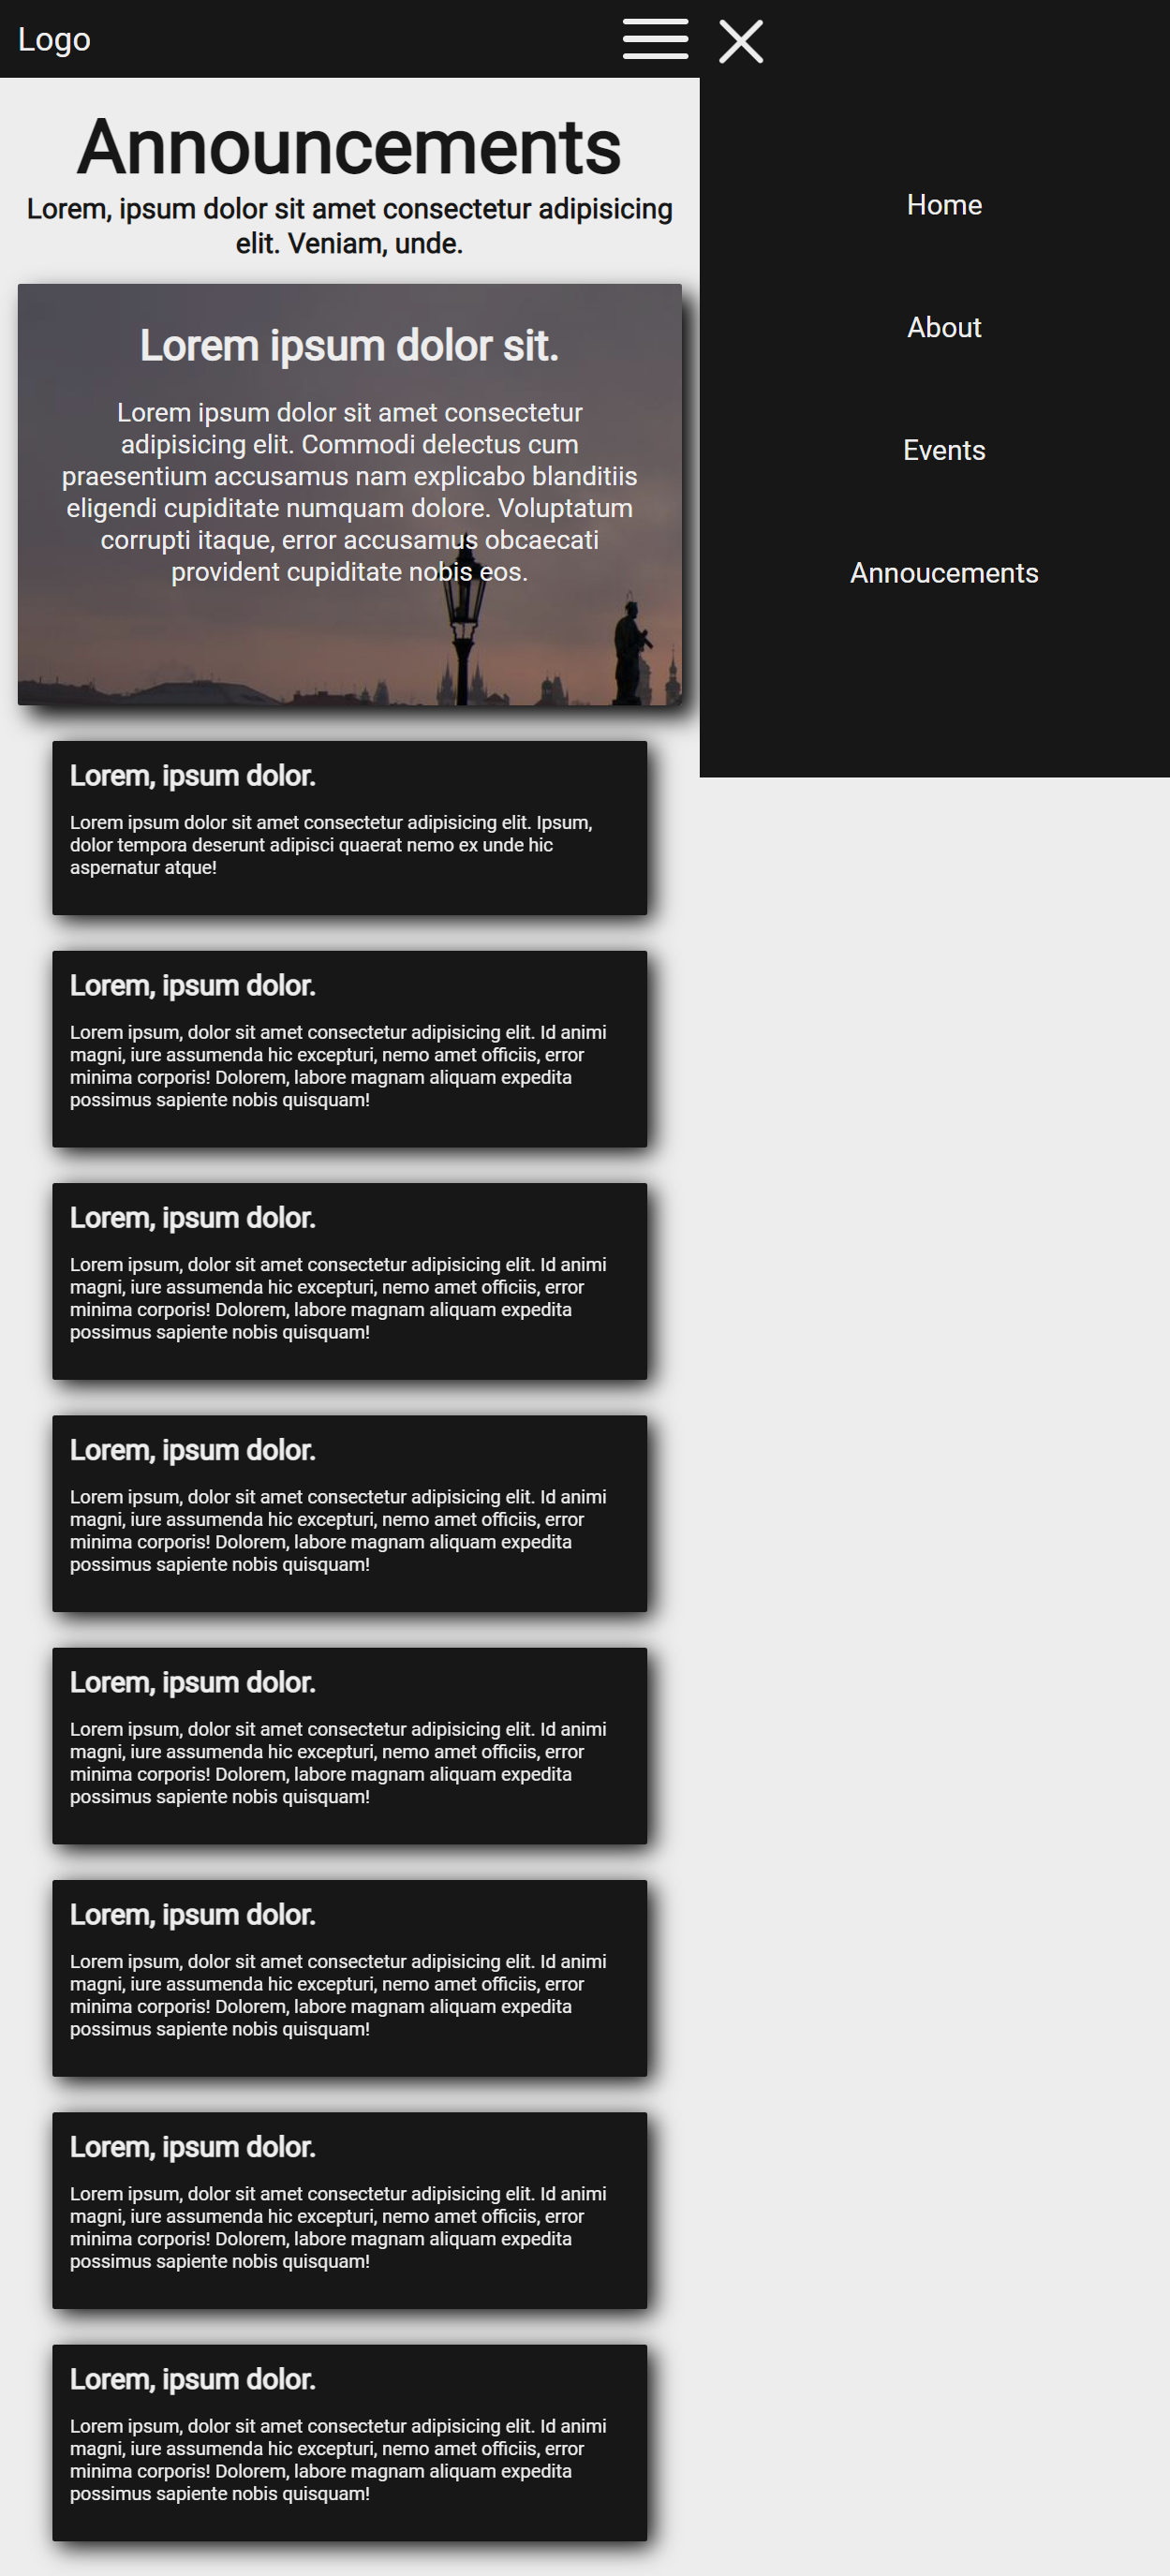 Logo
Announcements
Lorem, ipsum dolor sit amet consectetur adipisicing
elit. Veniam, unde.
Lorem ipsum dolor sit.
Lorem ipsum dolor sit amet consectetur
adipisicing elit. Commodi delectus cum
praesentium accusamus nam explicabo blanditiis
eligendi cupiditate numquam dolore. Voluptatum
corrupti itaque, error accusamus obcaecati
provident cupiditate nobis eos.
Lorem, ipsum dolor.
Lorem ipsum dolor sit amet consectetur adipisicing elit. Ipsum,
dolor tempora deserunt adipisci quaerat nemo ex unde hic
aspernatur atque!
Lorem, ipsum dolor.
Lorem ipsum, dolor sit amet consectetur adipisicing elit. Id animi
magni, iure assumenda hic excepturi, nemo amet officiis, error
minima corporis! Dolorem, labore magnam aliquam expedita
possimus sapiente nobis quisquam!
Lorem, ipsum dolor.
Lorem ipsum, dolor sit amet consectetur adipisicing elit. Id animi
magni, iure assumenda hic excepturi, nemo amet officiis, error
minima corporis! Dolorem, labore magnam aliquam expedita
possimus sapiente nobis quisquam!
Lorem, ipsum dolor.
Lorem ipsum, dolor sit amet consectetur adipisicing elit. Id animi
magni, iure assumenda hic excepturi, nemo amet officiis, error
minima corporis! Dolorem, labore magnam aliquam expedita
possimus sapiente nobis quisquam!
Lorem, ipsum dolor.
Lorem ipsum, dolor sit amet consectetur adipisicing elit. Id animi
magni, iure assumenda hic excepturi, nemo amet officiis, error
minima corporis! Dolorem, labore magnam aliquam expedita
possimus sapiente nobis quisquam!
Lorem, ipsum dolor.
Lorem ipsum, dolor sit amet consectetur adipisicing elit. Id animi
magni, iure assumenda hic excepturi, nemo amet officiis, error
minima corporis! Dolorem, labore magnam aliquam expedita
possimus sapiente nobis quisquam!
Lorem, ipsum dolor.
Lorem ipsum, dolor sit amet consectetur adipisicing elit. Id animi
magni, iure assumenda hic excepturi, nemo amet officiis, error
minima corporis! Dolorem, labore magnam aliquam expedita
possimus sapiente nobis quisquam!
Lorem, ipsum dolor.
Lorem ipsum, dolor sit amet consectetur adipisicing elit. Id animi
magni, iure assumenda hic excepturi, nemo amet officiis, error
minima corporis! Dolorem, labore magnam aliquam expedita
possimus sapiente nobis quisquam!
Home
About
Events
Annoucements